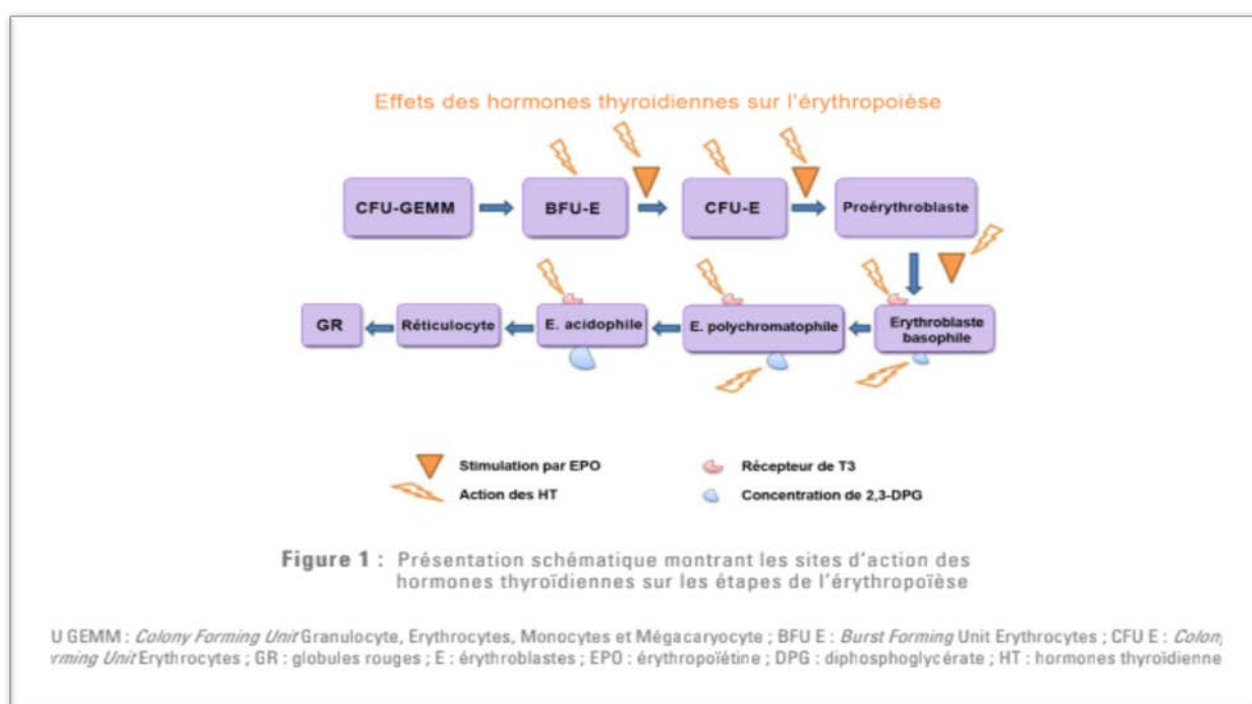 Effets des hormones thyroidiennes sur l'érythropoièse
CFU-GEMM
BFU-E
CFU-E
Proérythroblaste
GR
Réticulocyte
E. acidophile
E. polychromatophile
Erythroblaste
basophile
Stimulation par EPO
Récepteur de T3
Action des HT
Concentration de 2,3-DPG
Figure 1 : Présentation schématique montrant les sites d'action des
hormones thyroïdiennes sur les étapes de l'érythropoïèse
U GEMM : Colony Forming Unit Granulocyte, Erythrocytes, Monocytes et Mégacaryocyte ; BFU E : Burst Forming Unit Erythrocytes ; CFU E : Colon
rming Unit Erythrocytes ; GR : globules rouges ; E : érythroblastes ; EPO : érythropoïétine ; DPG : diphosphoglycérate ; HT : hormones thyroïdienne